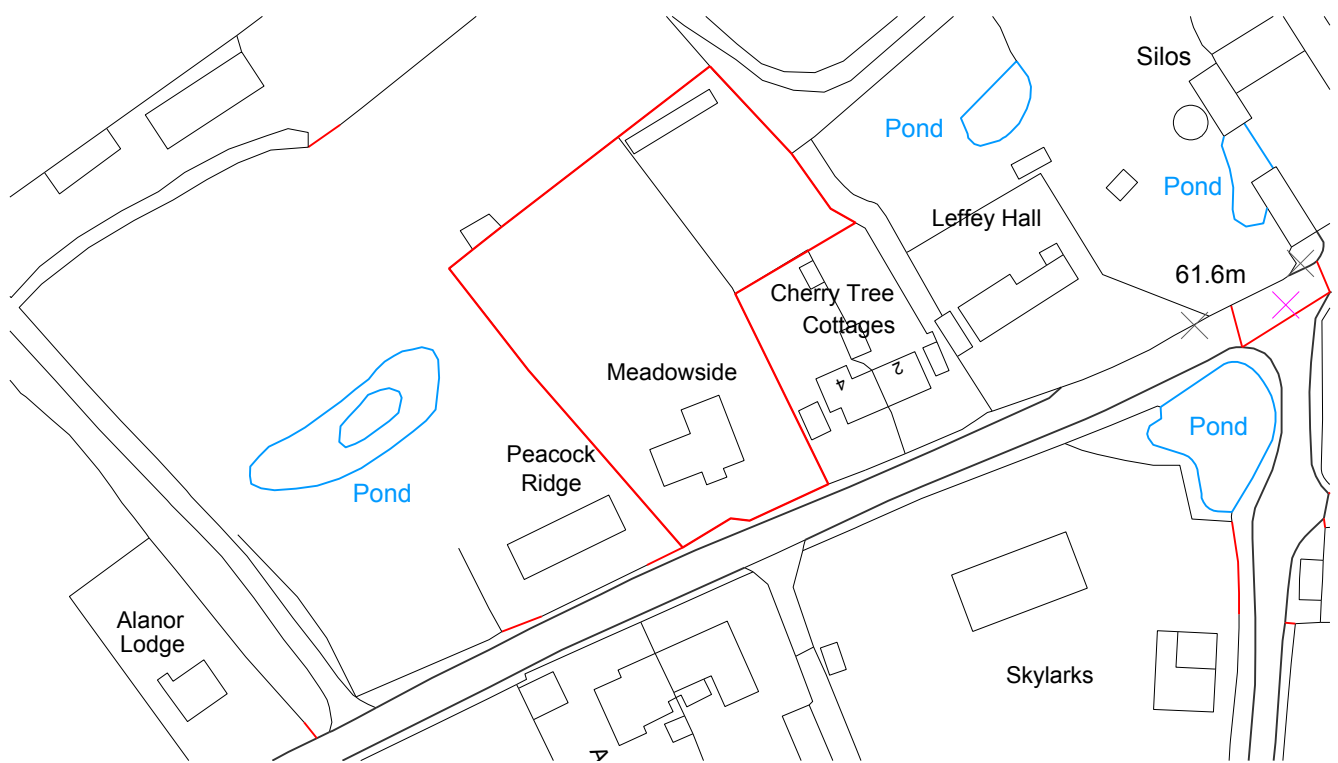 Silos
Pond
Pond
Leffey Hall
61.6m
Cherry Tree
Cottages
Meadowside
4
2
Pond
Peacock
Ridge
Pond
Alanor
Lodge
Skylarks